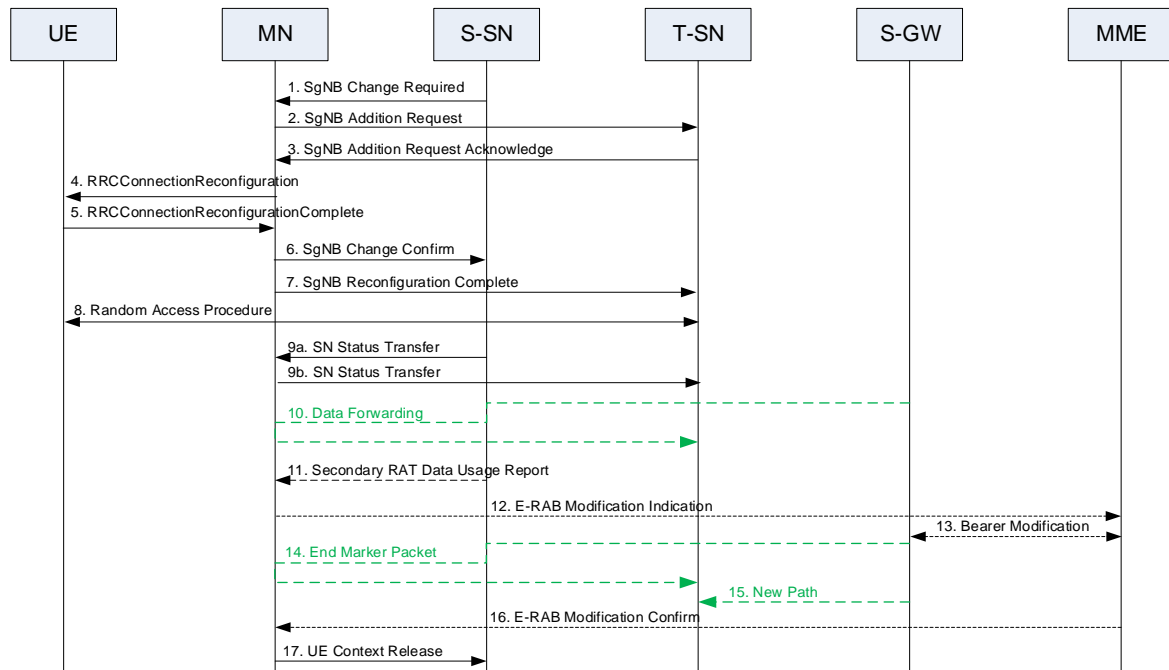 UE
MN
S-SN
T-SN
S-GW
MME
1. SgNB Change Required
2. SgNB Addition Request
3. SgNB Addition Request Acknowledge
4. RRCConnectionReconfiguration
5. RRCConnectionReconfigurationComplete
6. SgNB Change Confirm
7. SgNB Reconfiguration Complete
8. Random Access Procedure
9a. SN Status Transfer
9b. SN Status Transfer
10. Data Forwarding
11. Secondary RAT Data Usage Report
12. E-RAB Modification Indication
13. Bearer Modification
14. End Marker Packet
15. New Path
16. E-RAB Modification Confirm
17. UE Context Release